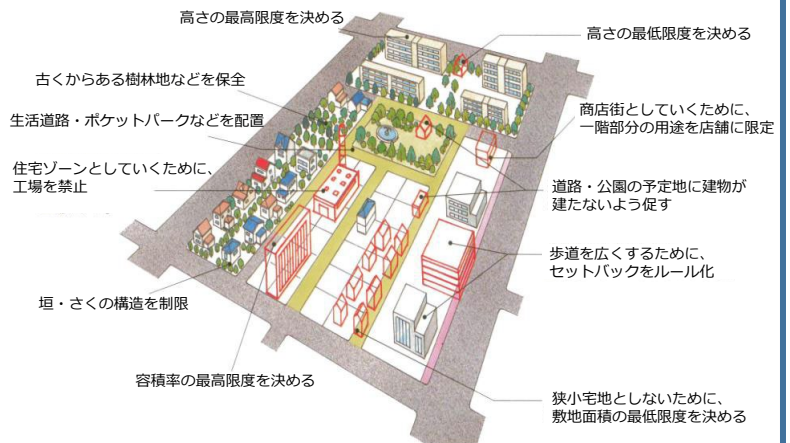 高さの最高限度を決める
高さの最低限度を決める
古くからある樹林地などを保全
生活道路・ポケットパークなどを配置
住宅ゾーンとしていくために、
工場を禁止
垣・さくの構造を制限
容積率の最高限度を決める
商店街としていくために、
一階部分の用途を店舗に限定
道路・公園の予定地に建物が
建たないよう促す
歩道を広くするために、
セットバックをルール化
狭小宅地としないために、
敷地面積の最低限度を決める